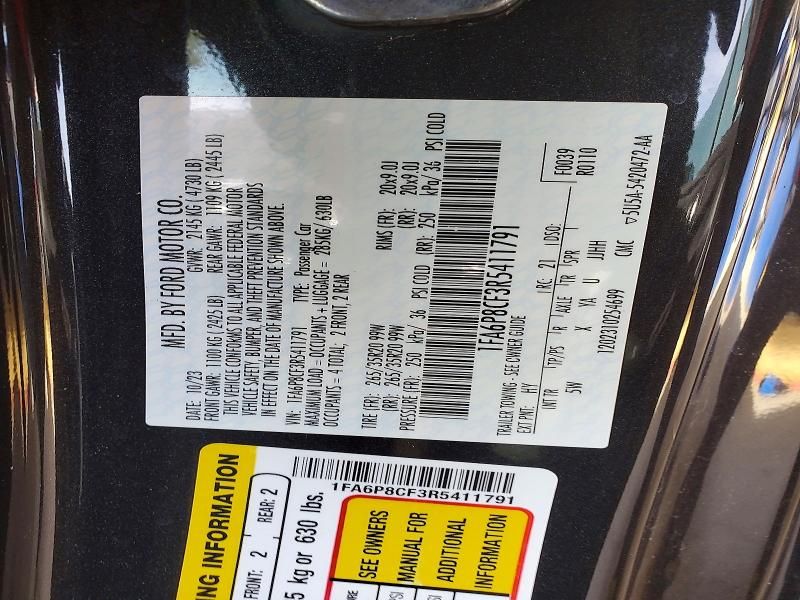 MFD. BY FORD MOTOR CO.
DATE: 10/23 GVWR: 2145 KG ( 4730 LB)
FRONT GAWR: 1100 KG ( 2425 LB) REAR GAWR: 1109 KG ( 2445 LB)
THIS VEHICLE CONFORMS TO ALL APPLICABLE FEDERAL MOTOR
VEHICLE SAFETY, BUMPER, AND THEFT PREVENTION STANDARDS
IN EFFECT ON THE DATE OF MANUFACTURE SHOWN ABOVE.
VIN: 1FA6P8CF3R5411791 TYPE: Passenger Car
MAXIMUM LOAD = OCCUPANTS + LUGGAGE = 285KG/ 630LB
OCCUPANTS = 4 TOTAL; 2 FRONT, 2 REAR
TIRE (FR): 265/35R20 99W RIMS (FR): 20x9.0J
(RR): 265/35R20 99W (RR): 20x9.0J
PRESSURE (FR): 250 kPa/ 36 PSI COLD (RR): 250 kPa/ 36 PSI COLD
1FA6P8CF3R5411791
TRAILER TOWING - SEE OWNER GUIDE
EXT PNT: HY RC: 21 DSO: F0039
R0110
INT TR TP/PS R AXLE TR SPR
5W X YA U JJHH
12023102S4699 CMC ▽5U5A-5420472-AA
NG INFORMATION
FRONT: 2 REAR: 2
5 kg or 630 lbs.
1FA6P8CF3R5411791
SEE OWNERS
MANUAL FOR
ADDITIONAL
INFORMATION